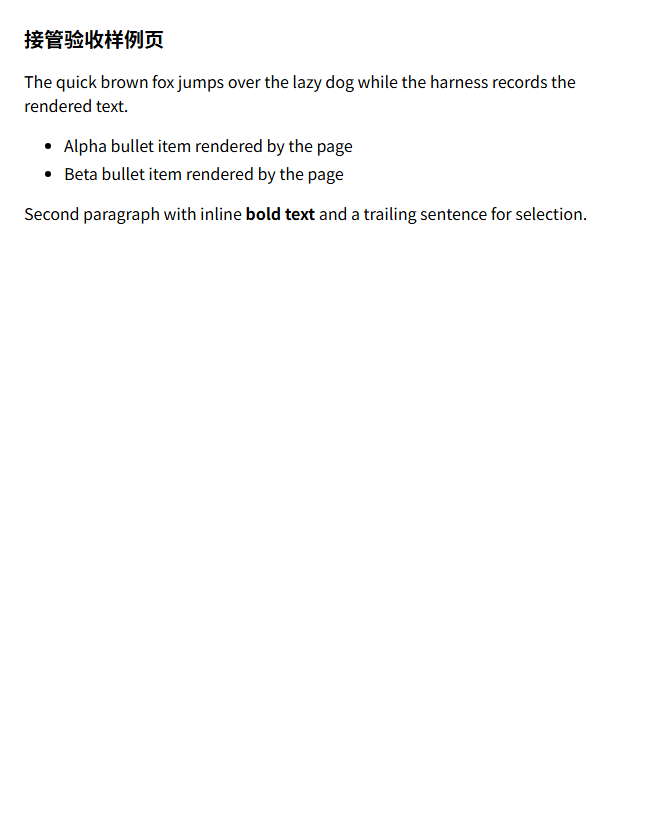 接管验收样例页
The quick brown fox jumps over the lazy dog while the harness records the
rendered text.
• Alpha bullet item rendered by the page
• Beta bullet item rendered by the page
Second paragraph with inline bold text and a trailing sentence for selection.